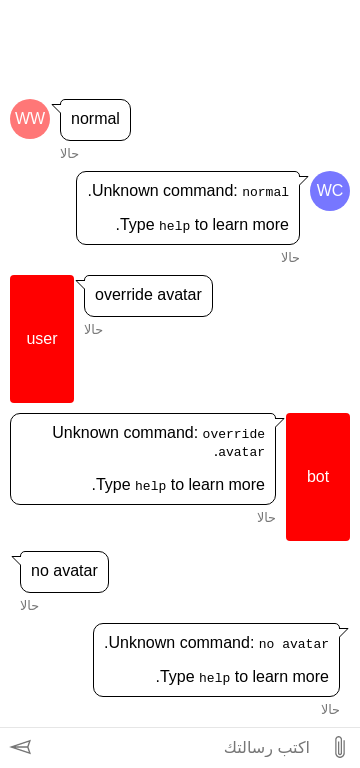 WW
normal
حالا
WC
Unknown command: normal.
Type help to learn more.
حالا
user
override avatar
حالا
bot
Unknown command: override
avatar.
Type help to learn more.
حالا
no avatar
حالا
Unknown command: no avatar.
Type help to learn more.
حالا
اكتب رسالتك